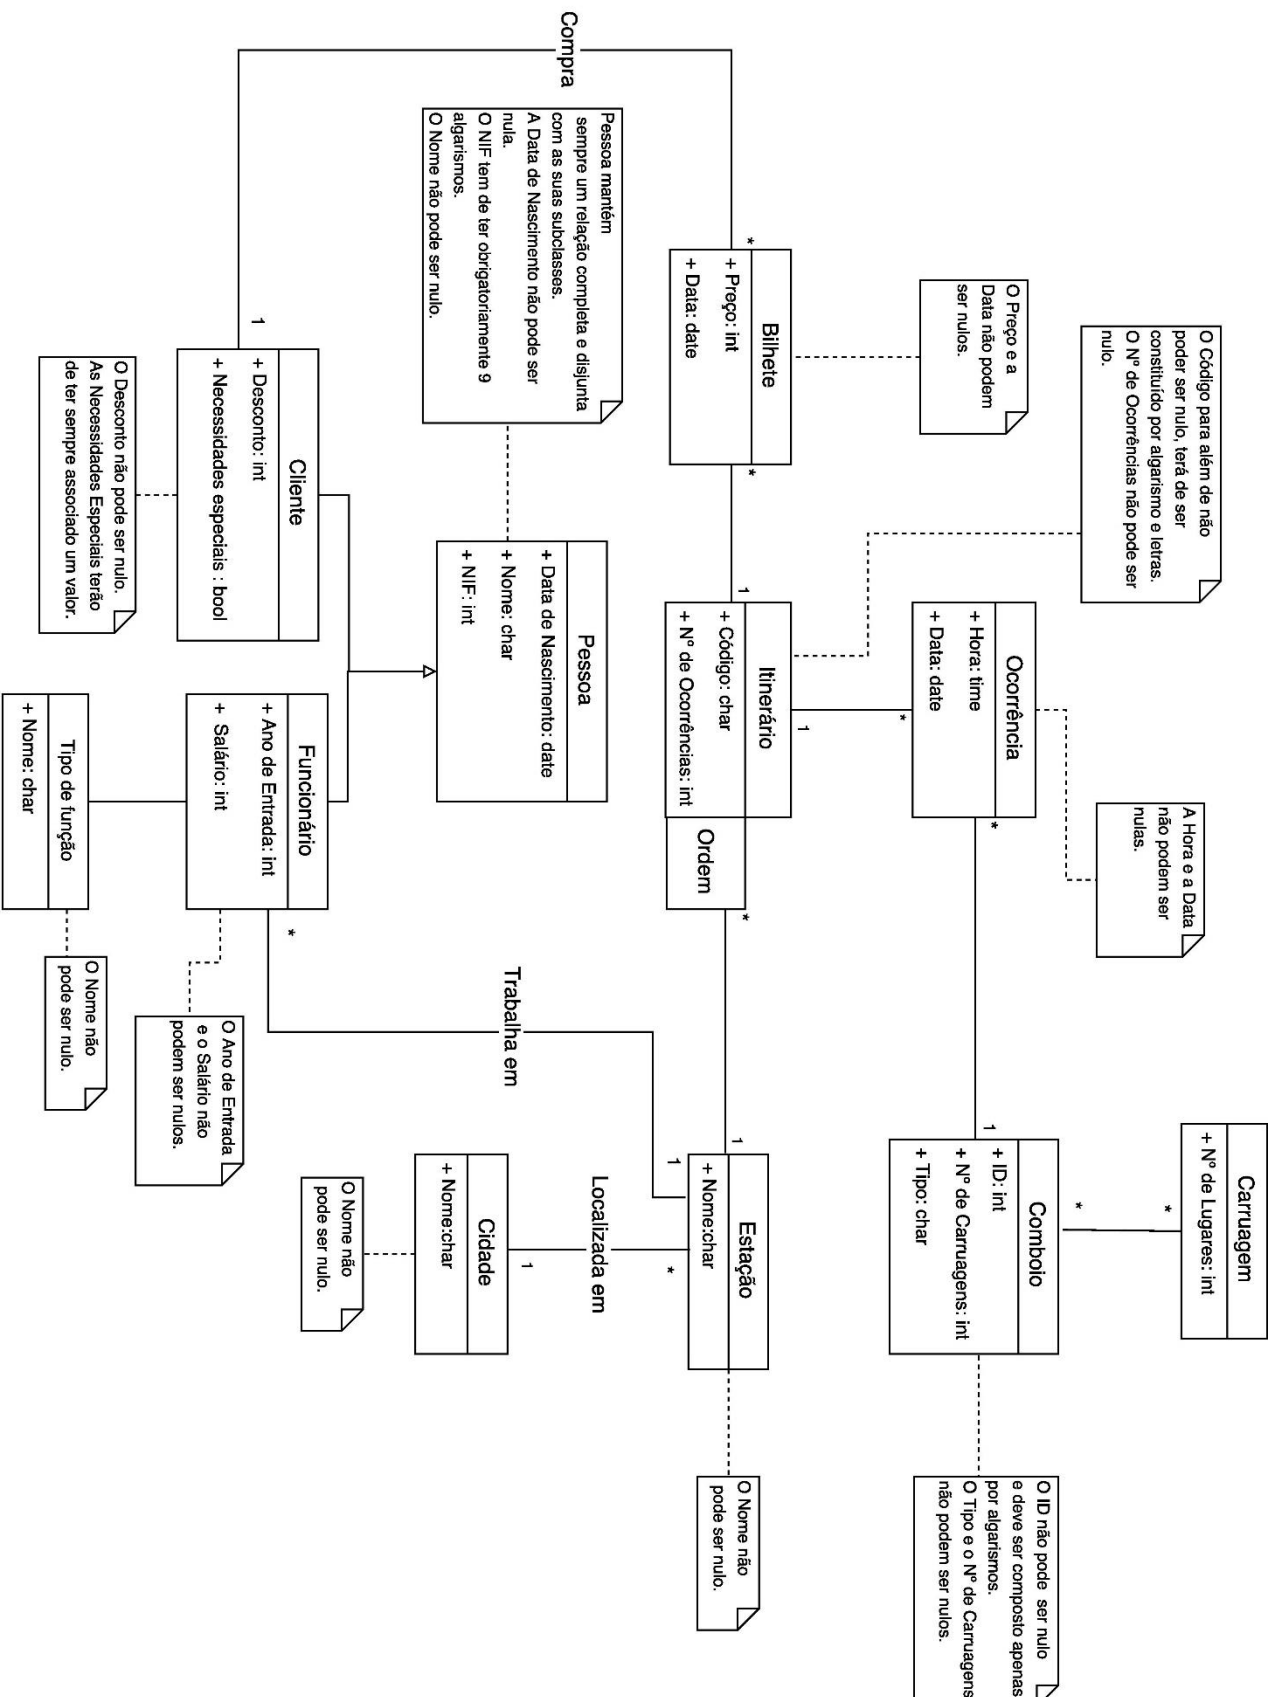 Carruagem
+ Nº de Lugares: int
*
*
O Código para além de não
poder ser nulo, terá de ser
constituído por algarismo e letras.
O Nº de Ocorrências não pode ser
nulo.
A Hora e a Data
não podem ser
nulas.
O Preço e a
Data não podem
ser nulos.
Ocorrência
+ Hora: time
+ Data: date
*
*
Comboio
+ ID: int
+ Nº de Carruagens: int
+ Tipo: char
1
O ID não pode ser nulo
e deve ser composto apenas
por algarismos.
O Tipo e o Nº de Carruagens
não podem ser nulos.
Bilhete
+ Preço: int
+ Data: date
*
*
Itinerário
+ Código: char
+ Nº de Ocorrências: int
1
1
Ordem
*
Estação
+ Nome:char
1
1
*
O Nome não
pode ser nulo.
Compra
Pessoa mantém
sempre um relação completa e disjunta
com as suas subclasses.
A Data de Nascimento não pode ser
nula.
O NIF tem de ter obrigatoriamente 9
algarismos.
O Nome não pode ser nulo.
Pessoa
+ Data de Nascimento: date
+ Nome: char
+ NIF: int
Trabalha em
Localizada em
1
Cidade
+ Nome:char
O Nome não
pode ser nulo.
1
Cliente
+ Desconto: int
+ Necessidades especiais : bool
Funcionário
+ Ano de Entrada: int
+ Salário: int
*
O Ano de Entrada
e o Salário não
podem ser nulos.
O Desconto não pode ser nulo.
As Necessidades Especiais terão
de ter sempre associado um valor.
Tipo de função
+ Nome: char
O Nome não
pode ser nulo.